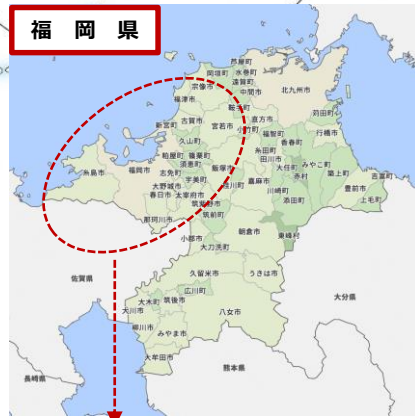 福岡県
芦屋町
岡垣町
水巻町
遠賀町
宗像市
中間市
北九州市
福津市
鞍手町
苅田町
古賀市
宮若市
直方市
新宮町
小竹町
福智町
行橋市
久山町
香春町
糸田町
粕屋町
篠栗町
田川市
みやこ町
須恵町
飯塚市
大任町
吉富町
糸島市
福岡市
志免町
赤村
築上町
宇美町
桂川町
嘉麻市
豊前市
大野城市
川崎町
上毛町
春日市
太宰府市
添田町
筑紫野市
那珂川市
筑前町
朝倉市
東峰村
小郡市
大刀洗町
佐賀県
久留米市
うきは市
大分県
広川町
大木町
筑後市
大川市
八女市
柳川市
みやま市
大牟田市
熊本県
長崎県